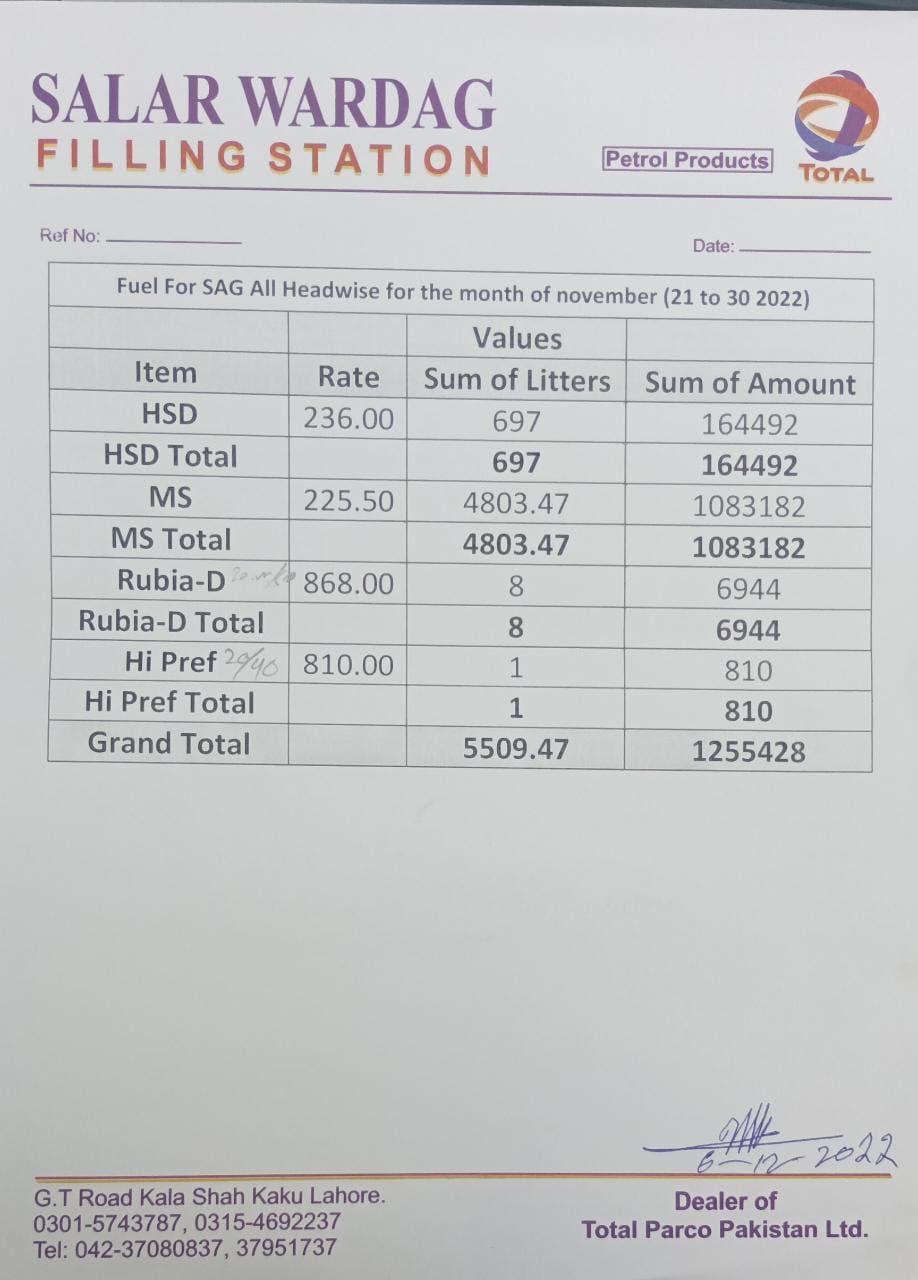 SALAR WARDAG
FILLING STATION
Petrol Products
TOTAL
Ref No:
Date:
Fuel For SAG All Headwise for the month of november (21 to 30 2022)
Values
Item Rate Sum of Litters Sum of Amount
HSD 236.00 697 164492
HSD Total 697 164492
MS 225.50 4803.47 1083182
MS Total 4803.47 1083182
Rubia-D 868.00 8 6944
Rubia-D Total 8 6944
Hi Pref 20/40 810.00 1 810
Hi Pref Total 1 810
Grand Total 5509.47 1255428
6-12-2022
G.T Road Kala Shah Kaku Lahore.
0301-5743787, 0315-4692237
Tel: 042-37080837, 37951737
Dealer of
Total Parco Pakistan Ltd.